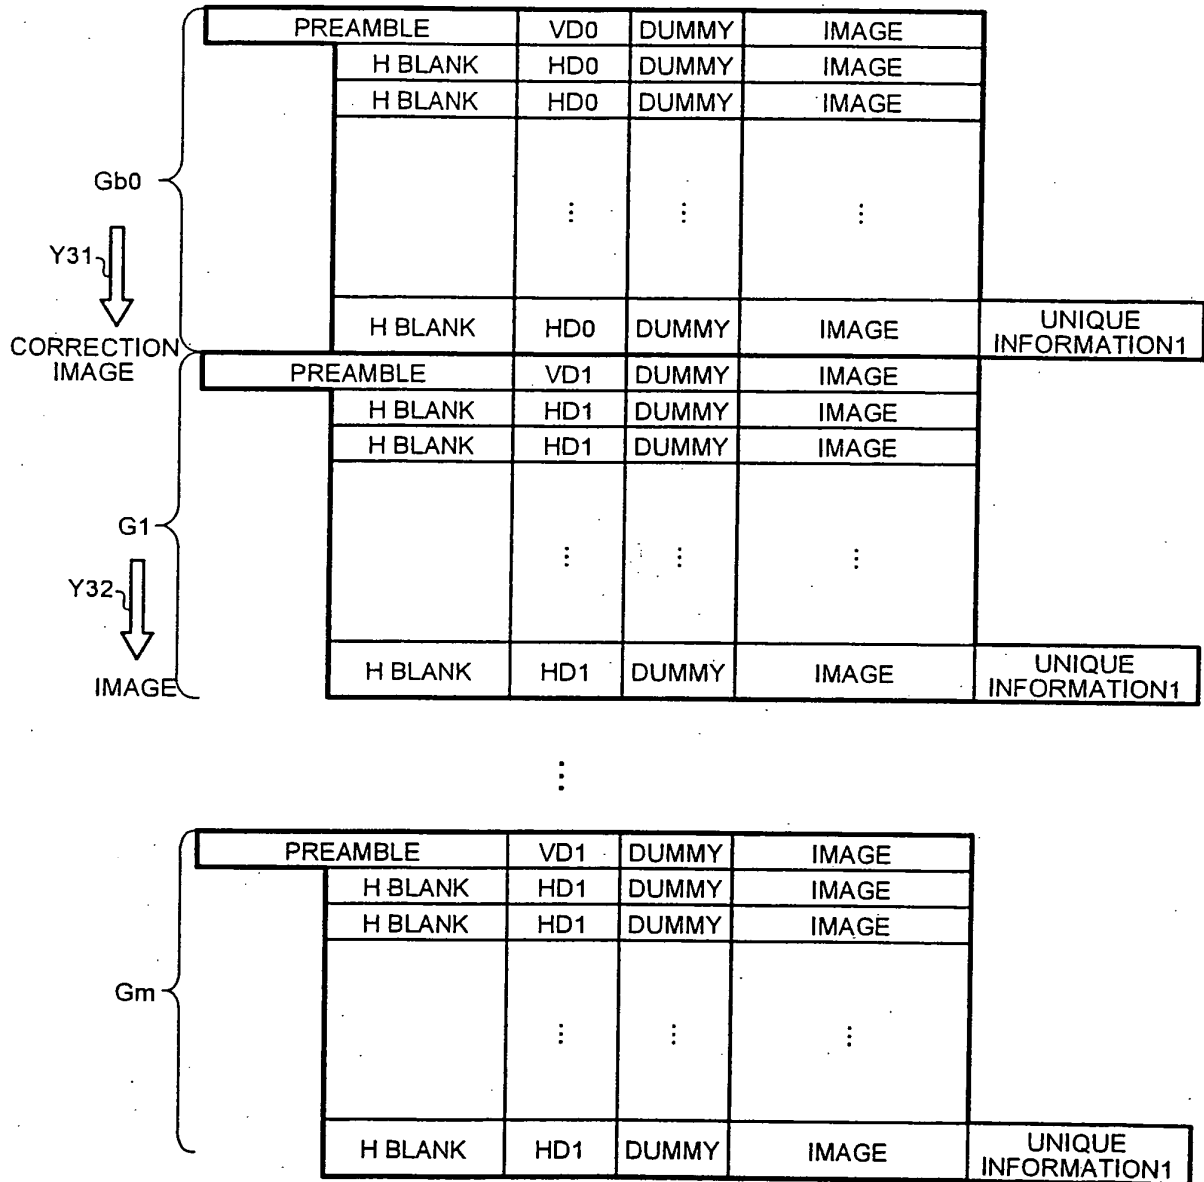 PREAMBLE VD0 DUMMY IMAGE
H BLANK HD0 DUMMY IMAGE
H BLANK HD0 DUMMY IMAGE
Gb0
⋮ ⋮ ⋮
Y31
H BLANK HD0 DUMMY IMAGE UNIQUE INFORMATION1
CORRECTION
IMAGE
PREAMBLE VD1 DUMMY IMAGE
H BLANK HD1 DUMMY IMAGE
H BLANK HD1 DUMMY IMAGE
G1
⋮ ⋮ ⋮
Y32
H BLANK HD1 DUMMY IMAGE UNIQUE INFORMATION1
IMAGE
⋮
PREAMBLE VD1 DUMMY IMAGE
H BLANK HD1 DUMMY IMAGE
H BLANK HD1 DUMMY IMAGE
Gm
⋮ ⋮ ⋮
H BLANK HD1 DUMMY IMAGE UNIQUE INFORMATION1